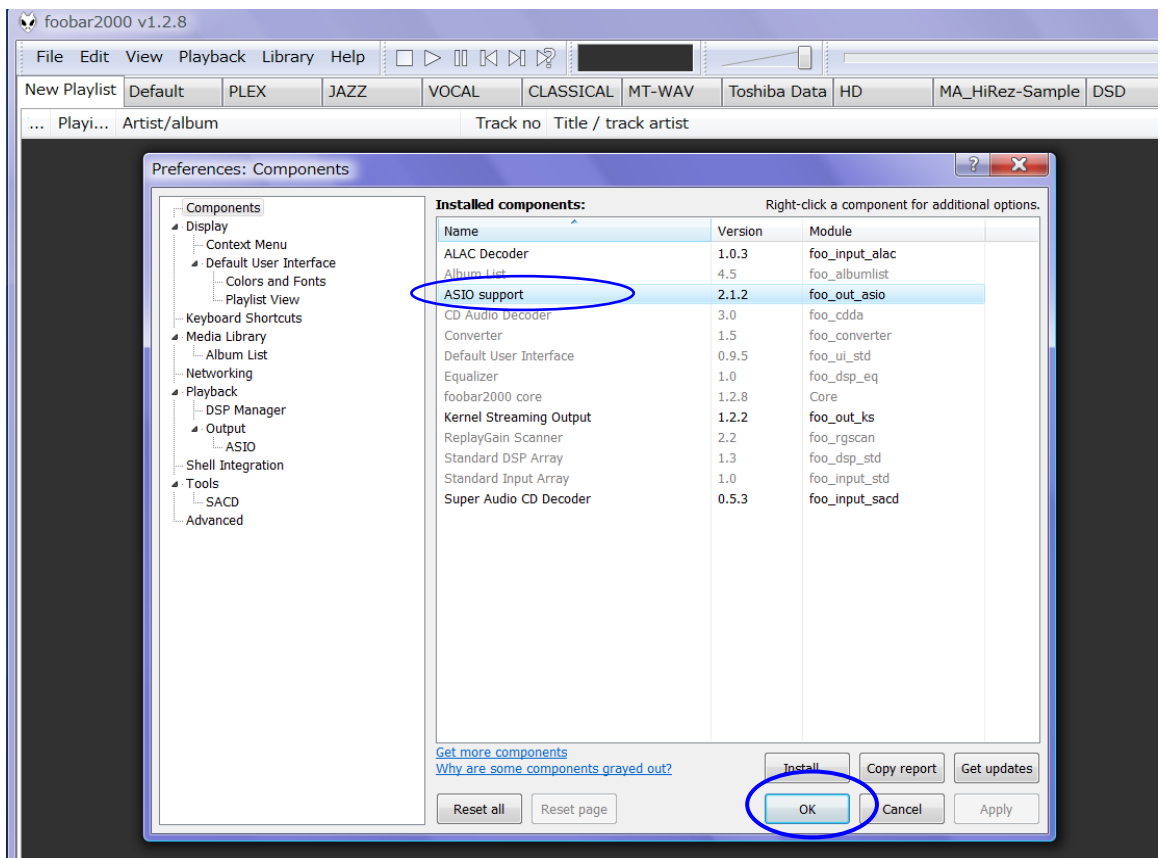 foobar2000 v1.2.8
File Edit View Playback Library Help
New Playlist Default PLEX JAZZ VOCAL CLASSICAL MT-WAV Toshiba Data HD MA_HiRez-Sample DSD
... Playi... Artist/album Track no Title / track artist
Preferences: Components
Components
Display
Context Menu
Default User Interface
Colors and Fonts
Playlist View
Keyboard Shortcuts
Media Library
Album List
Networking
Playback
DSP Manager
Output
ASIO
Shell Integration
Tools
SACD
Advanced
Installed components: Right-click a component for additional options.
Name Version Module
ALAC Decoder 1.0.3 foo_input_alac
Album List 4.5 foo_albumlist
ASIO support 2.1.2 foo_out_asio
CD Audio Decoder 3.0 foo_cdda
Converter 1.5 foo_converter
Default User Interface 0.9.5 foo_ui_std
Equalizer 1.0 foo_dsp_eq
foobar2000 core 1.2.8 Core
Kernel Streaming Output 1.2.2 foo_out_ks
ReplayGain Scanner 2.2 foo_rgscan
Standard DSP Array 1.3 foo_dsp_std
Standard Input Array 1.0 foo_input_std
Super Audio CD Decoder 0.5.3 foo_input_sacd
Get more components
Why are some components grayed out?
Install... Copy report Get updates
Reset all Reset page OK Cancel Apply